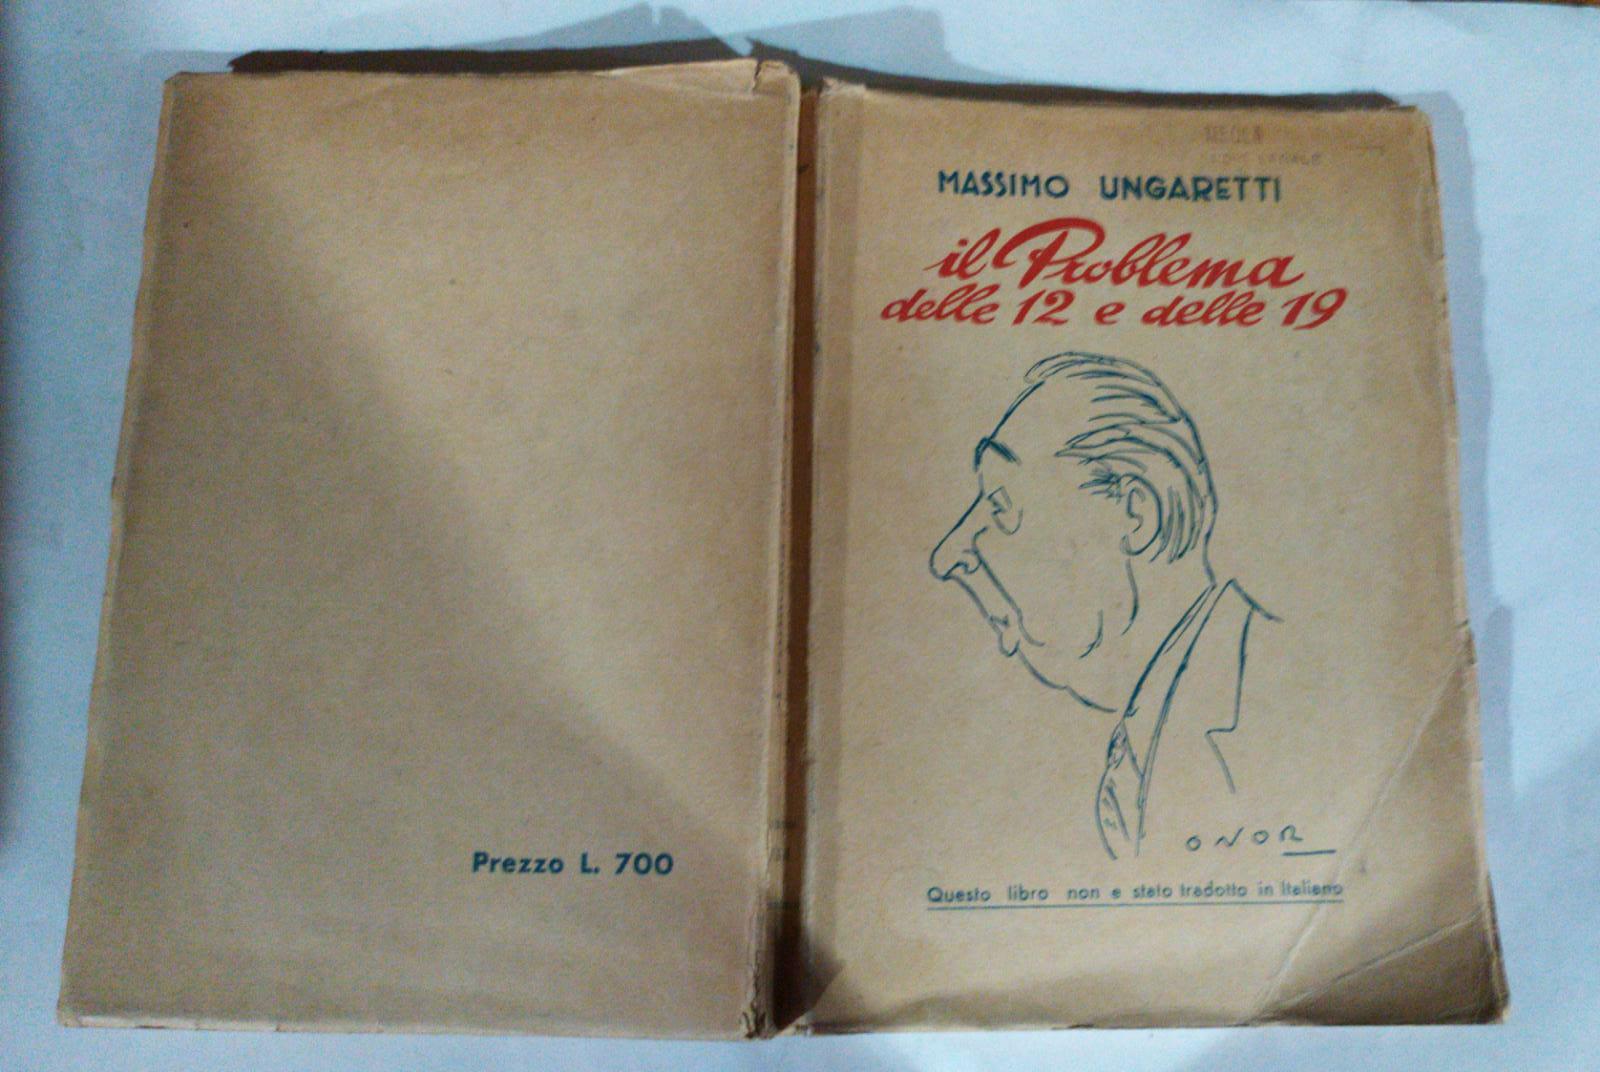 Prezzo L. 700
MASSIMO UNGARETTI
il Problema
delle 12 e delle 19
ONOR
Questo libro non e stato tradotto in Italiano